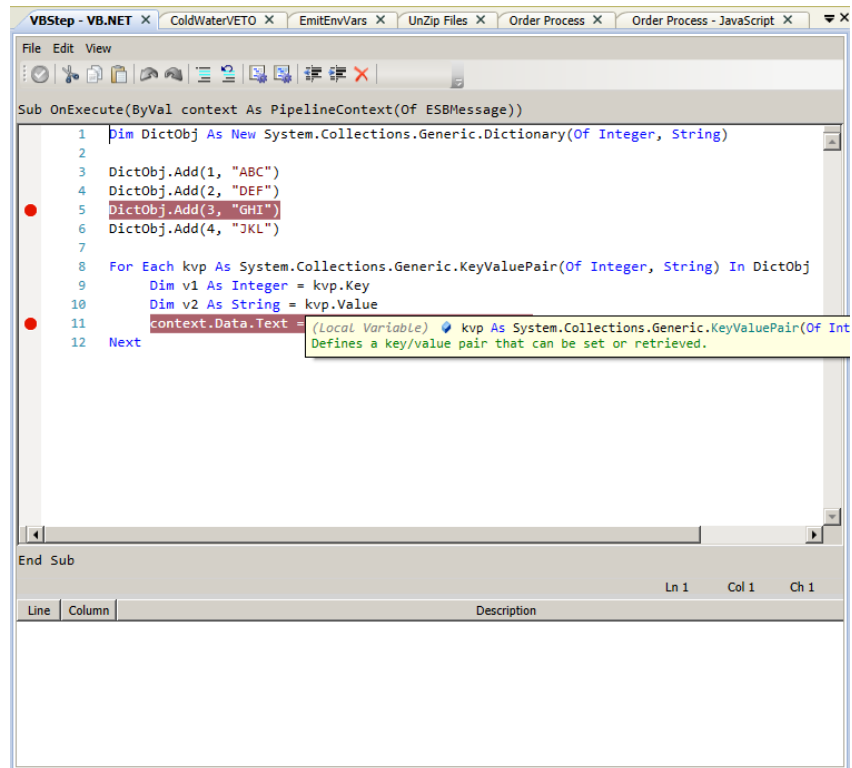 VBStep - VB.NET X ColdWaterVETO X EmitEnvVars X UnZip Files X Order Process X Order Process - JavaScript X
File Edit View
Sub OnExecute(ByVal context As PipelineContext(Of ESBMessage))
1 Dim DictObj As New System.Collections.Generic.Dictionary(Of Integer, String)
2
3 DictObj.Add(1, "ABC")
4 DictObj.Add(2, "DEF")
5 DictObj.Add(3, "GHI")
6 DictObj.Add(4, "JKL")
7
8 For Each kvp As System.Collections.Generic.KeyValuePair(Of Integer, String) In DictObj
9 Dim v1 As Integer = kvp.Key
10 Dim v2 As String = kvp.Value
11 context.Data.Text = (Local Variable) kvp As System.Collections.Generic.KeyValuePair(Of Int
Defines a key/value pair that can be set or retrieved.
12 Next
End Sub
Ln 1 Col 1 Ch 1
Line Column Description